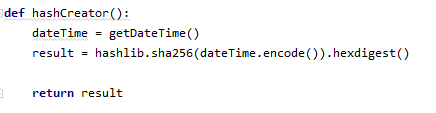 def hashCreator():
    dateTime = getDateTime()
    result = hashlib.sha256(dateTime.encode()).hexdigest()
    return result